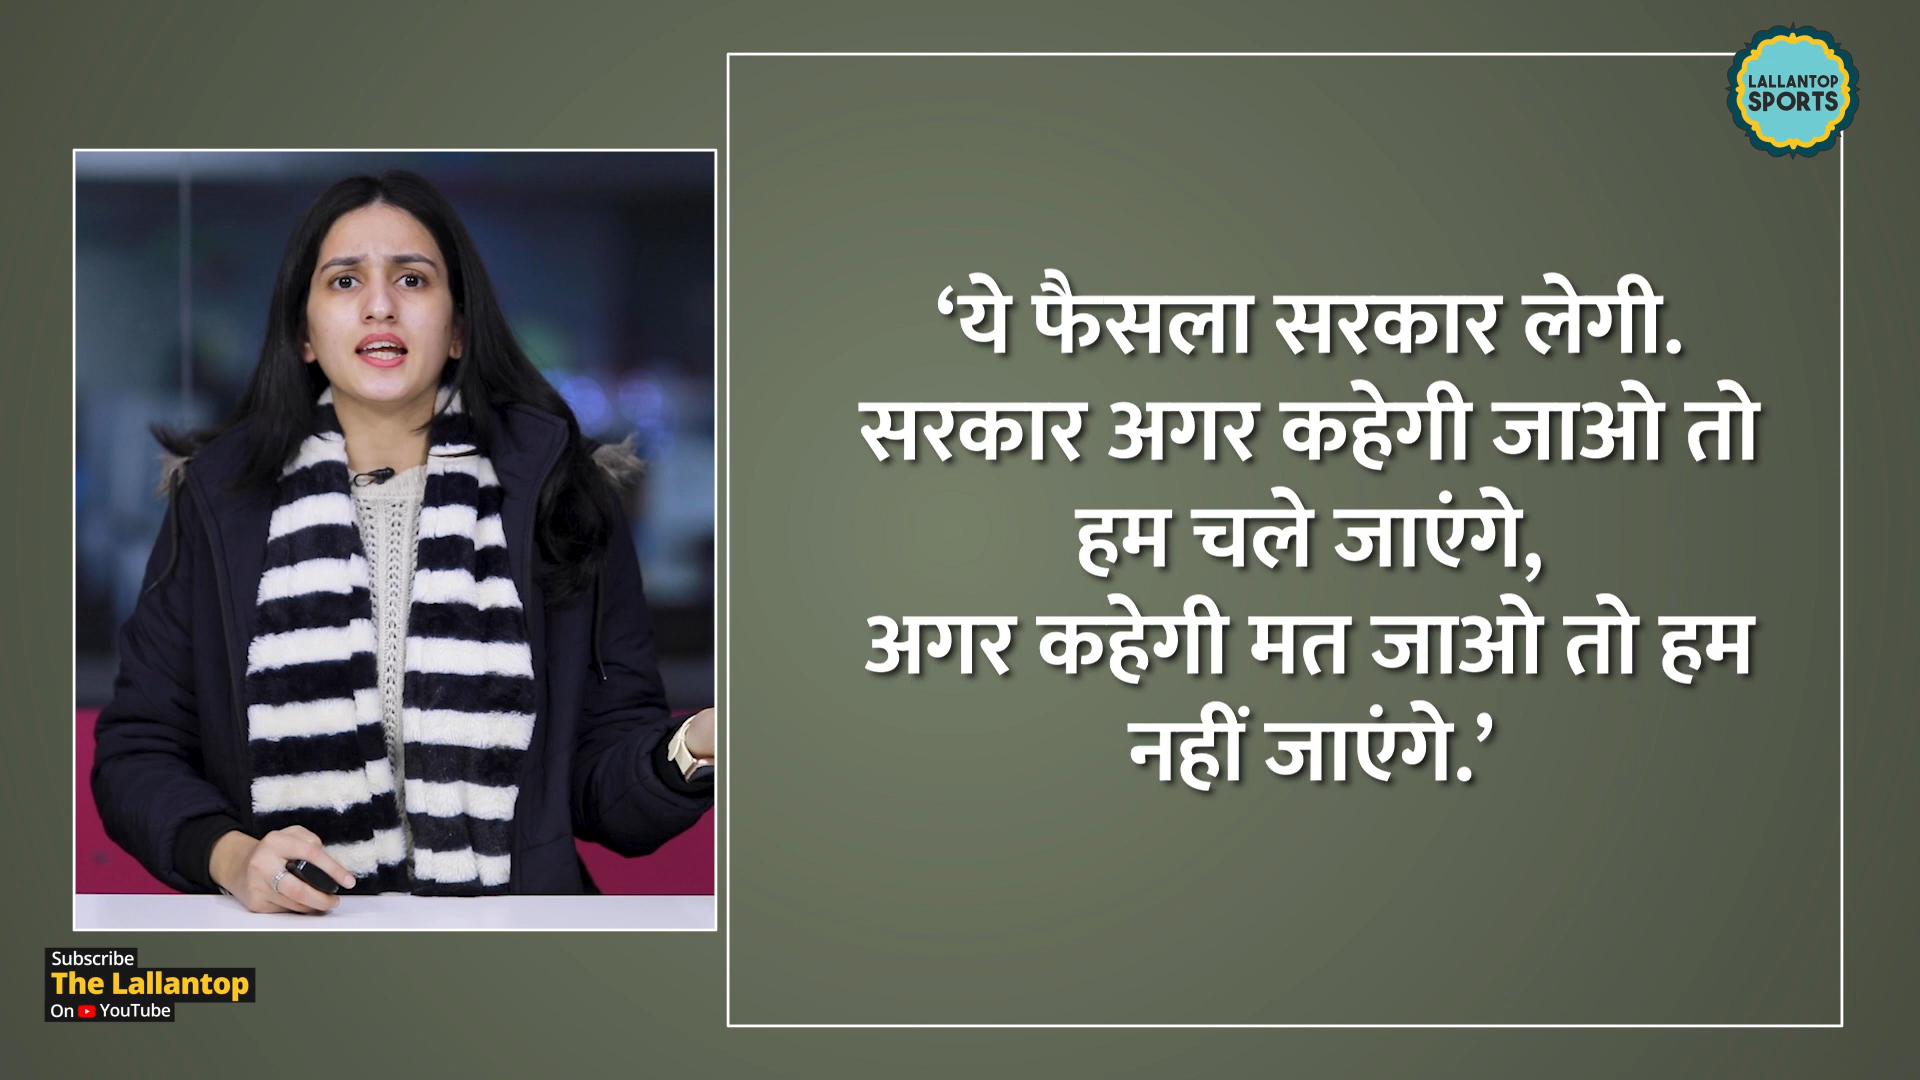 LALLANTOP
SPORTS
‘ये फैसला सरकार लेगी.
सरकार अगर कहेगी जाओ तो
हम चले जाएंगे,
अगर कहेगी मत जाओ तो हम
नहीं जाएंगे.’
Subscribe
The Lallantop
On YouTube